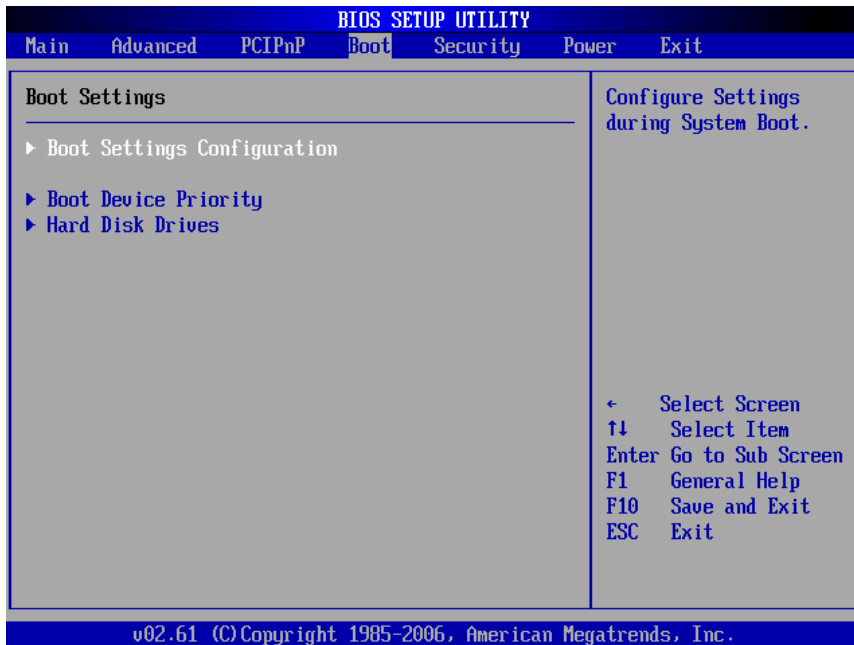 BIOS SETUP UTILITY
Main Advanced PCIPnP Boot Security Power Exit
Boot Settings
▶ Boot Settings Configuration
▶ Boot Device Priority
▶ Hard Disk Drives
Configure Settings
during System Boot.
← Select Screen
↑↓ Select Item
Enter Go to Sub Screen
F1 General Help
F10 Save and Exit
ESC Exit
v02.61 (C)Copyright 1985-2006, American Megatrends, Inc.